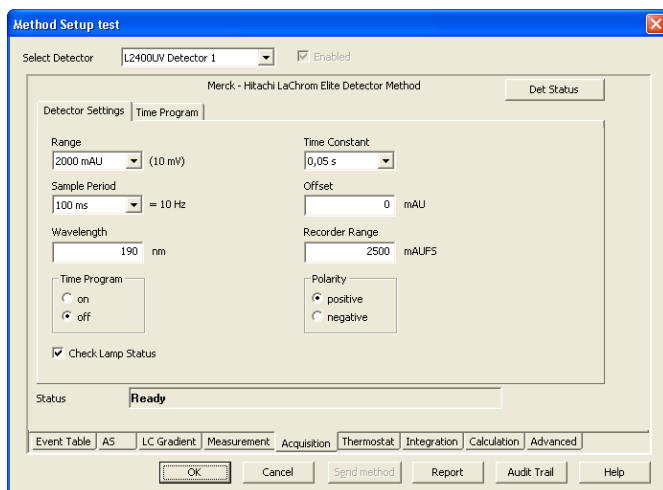 Method Setup test
Select Detector L2400UV Detector 1 Enabled
Merck - Hitachi LaChrom Elite Detector Method Det Status
Detector Settings Time Program
Range Time Constant
2000 mAU (10 mV) 0,05 s
Sample Period Offset
100 ms = 10 Hz 0 mAU
Wavelength Recorder Range
190 nm 2500 mAUFS
Time Program Polarity
on positive
off negative
Check Lamp Status
Status Ready
Event Table AS LC Gradient Measurement Acquisition Thermostat Integration Calculation Advanced
OK Cancel Send method Report Audit Trail Help